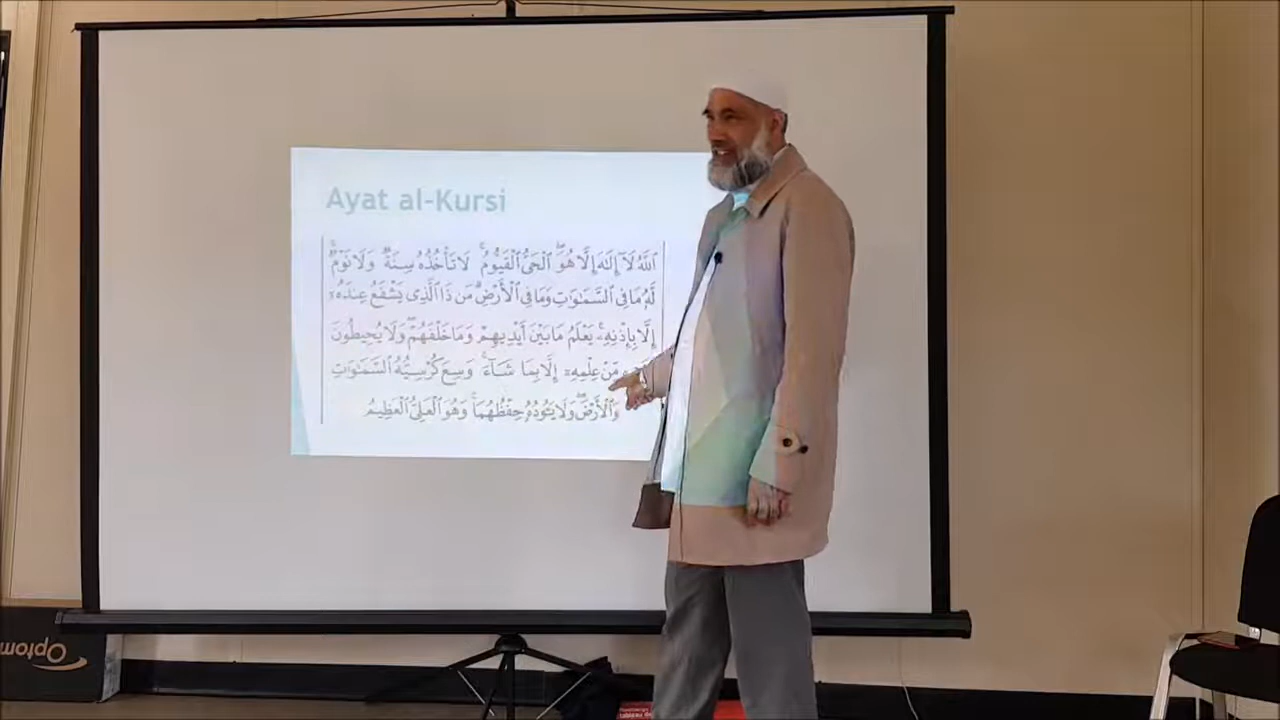 Ayat al-Kursi
ٱللَّهُ لَآ إِلَٰهَ إِلَّا هُوَ ٱلْحَىُّ ٱلْقَيُّومُ ۚ لَا تَأْخُذُهُۥ سِنَةٌ وَلَا نَوْمٌ ۚ
لَّهُۥ مَا فِى ٱلسَّمَٰوَٰتِ وَمَا فِى ٱلْأَرْضِ ۗ مَن ذَا ٱلَّذِى يَشْفَعُ عِندَهُۥٓ
إِلَّا بِإِذْنِهِۦ ۚ يَعْلَمُ مَا بَيْنَ أَيْدِيهِمْ وَمَا خَلْفَهُمْ ۖ وَلَا يُحِيطُونَ
مِّنْ عِلْمِهِۦٓ إِلَّا بِمَا شَآءَ ۚ وَسِعَ كُرْسِيُّهُ ٱلسَّمَٰوَٰتِ
وَٱلْأَرْضَ ۖ وَلَا يَـُٔودُهُۥ حِفْظُهُمَا ۚ وَهُوَ ٱلْعَلِىُّ ٱلْعَظِيمُ
Optom